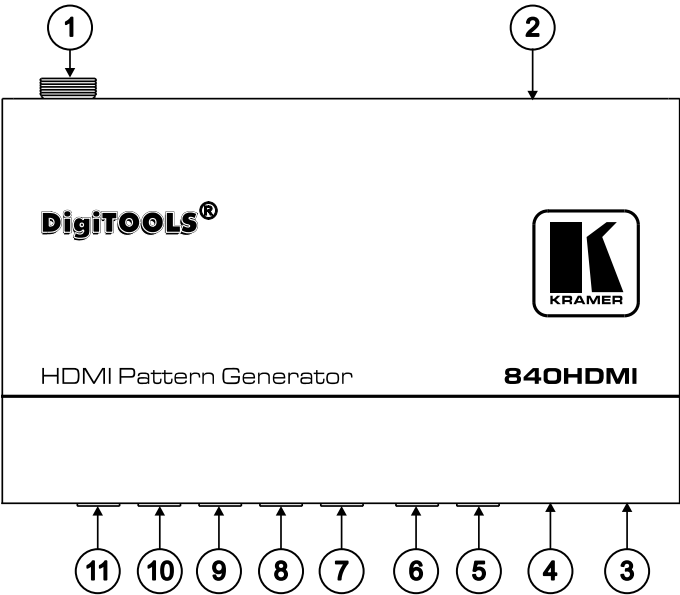 1 2
DigiTOOLS®
K
KRAMER
HDMI Pattern Generator 840HDMI
11 10 9 8 7 6 5 4 3